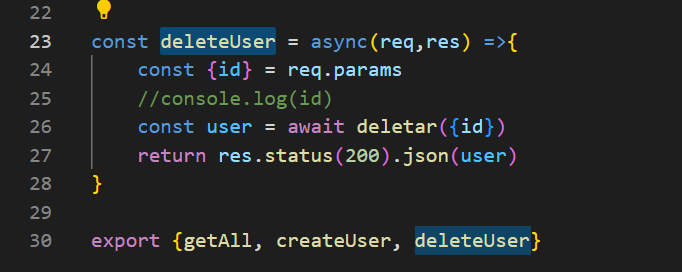 22
23 const deleteUser = async(req,res) =>{
24 const {id} = req.params
25 //console.log(id)
26 const user = await deletar({id})
27 return res.status(200).json(user)
28 }
29
30 export {getAll, createUser, deleteUser}